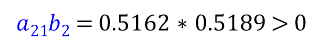 a₂₁b₂ = 0.5162 ∗ 0.5189 > 0